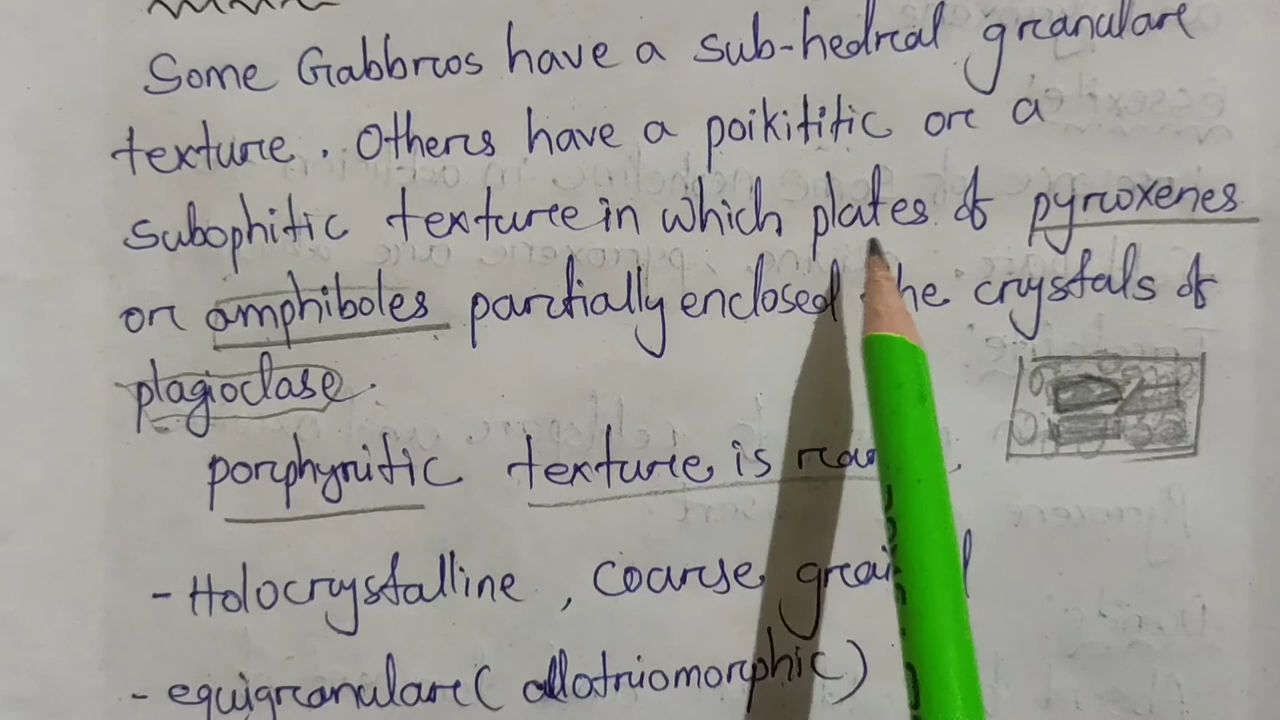 Some Gabbros have a sub-hedral granular
texture. Others have a poikititic or a
subophitic texture in which plates of pyroxenes
or amphiboles partially enclosed the crystals of
plagioclase.
porphyritic texture is
- Holocrystalline, coarse
- equigranular (allotriomorphic)